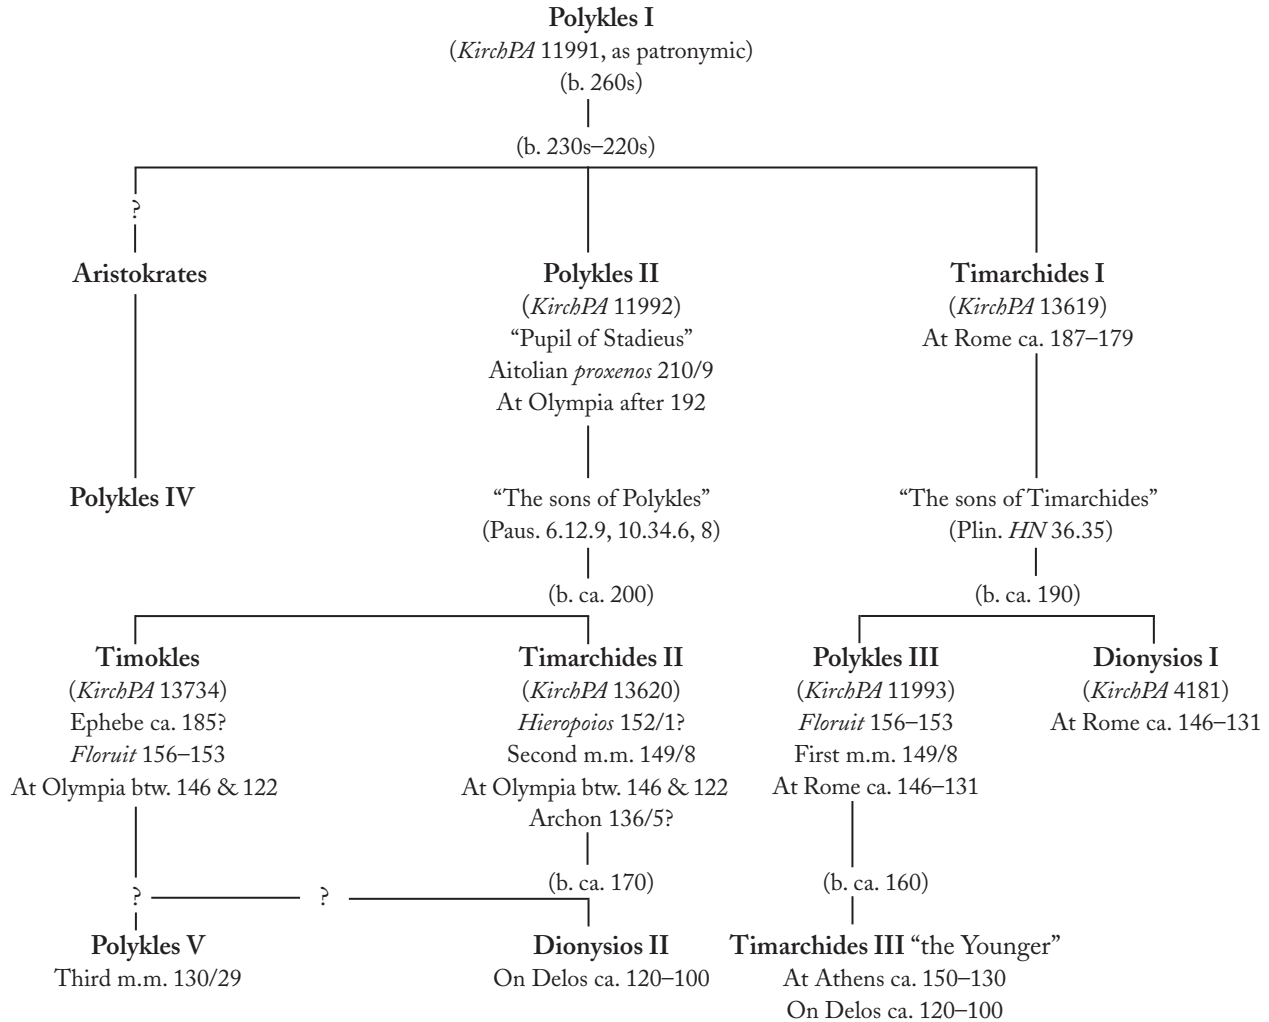 Polykles I
(KirchPA 11991, as patronymic)
(b. 260s)
(b. 230s–220s)
?
Aristokrates
Polykles II
(KirchPA 11992)
“Pupil of Stadieus”
Aitolian proxenos 210/9
At Olympia after 192
Timarchides I
(KirchPA 13619)
At Rome ca. 187–179
Polykles IV
“The sons of Polykles”
(Paus. 6.12.9, 10.34.6, 8)
(b. ca. 200)
“The sons of Timarchides”
(Plin. HN 36.35)
(b. ca. 190)
Timokles
(KirchPA 13734)
Ephebe ca. 185?
Floruit 156–153
At Olympia btw. 146 & 122
Timarchides II
(KirchPA 13620)
Hieropoios 152/1?
Second m.m. 149/8
At Olympia btw. 146 & 122
Archon 136/5?
Polykles III
(KirchPA 11993)
Floruit 156–153
First m.m. 149/8
At Rome ca. 146–131
Dionysios I
(KirchPA 4181)
At Rome ca. 146–131
? ?
(b. ca. 170)
(b. ca. 160)
Polykles V
Third m.m. 130/29
Dionysios II
On Delos ca. 120–100
Timarchides III “the Younger”
At Athens ca. 150–130
On Delos ca. 120–100